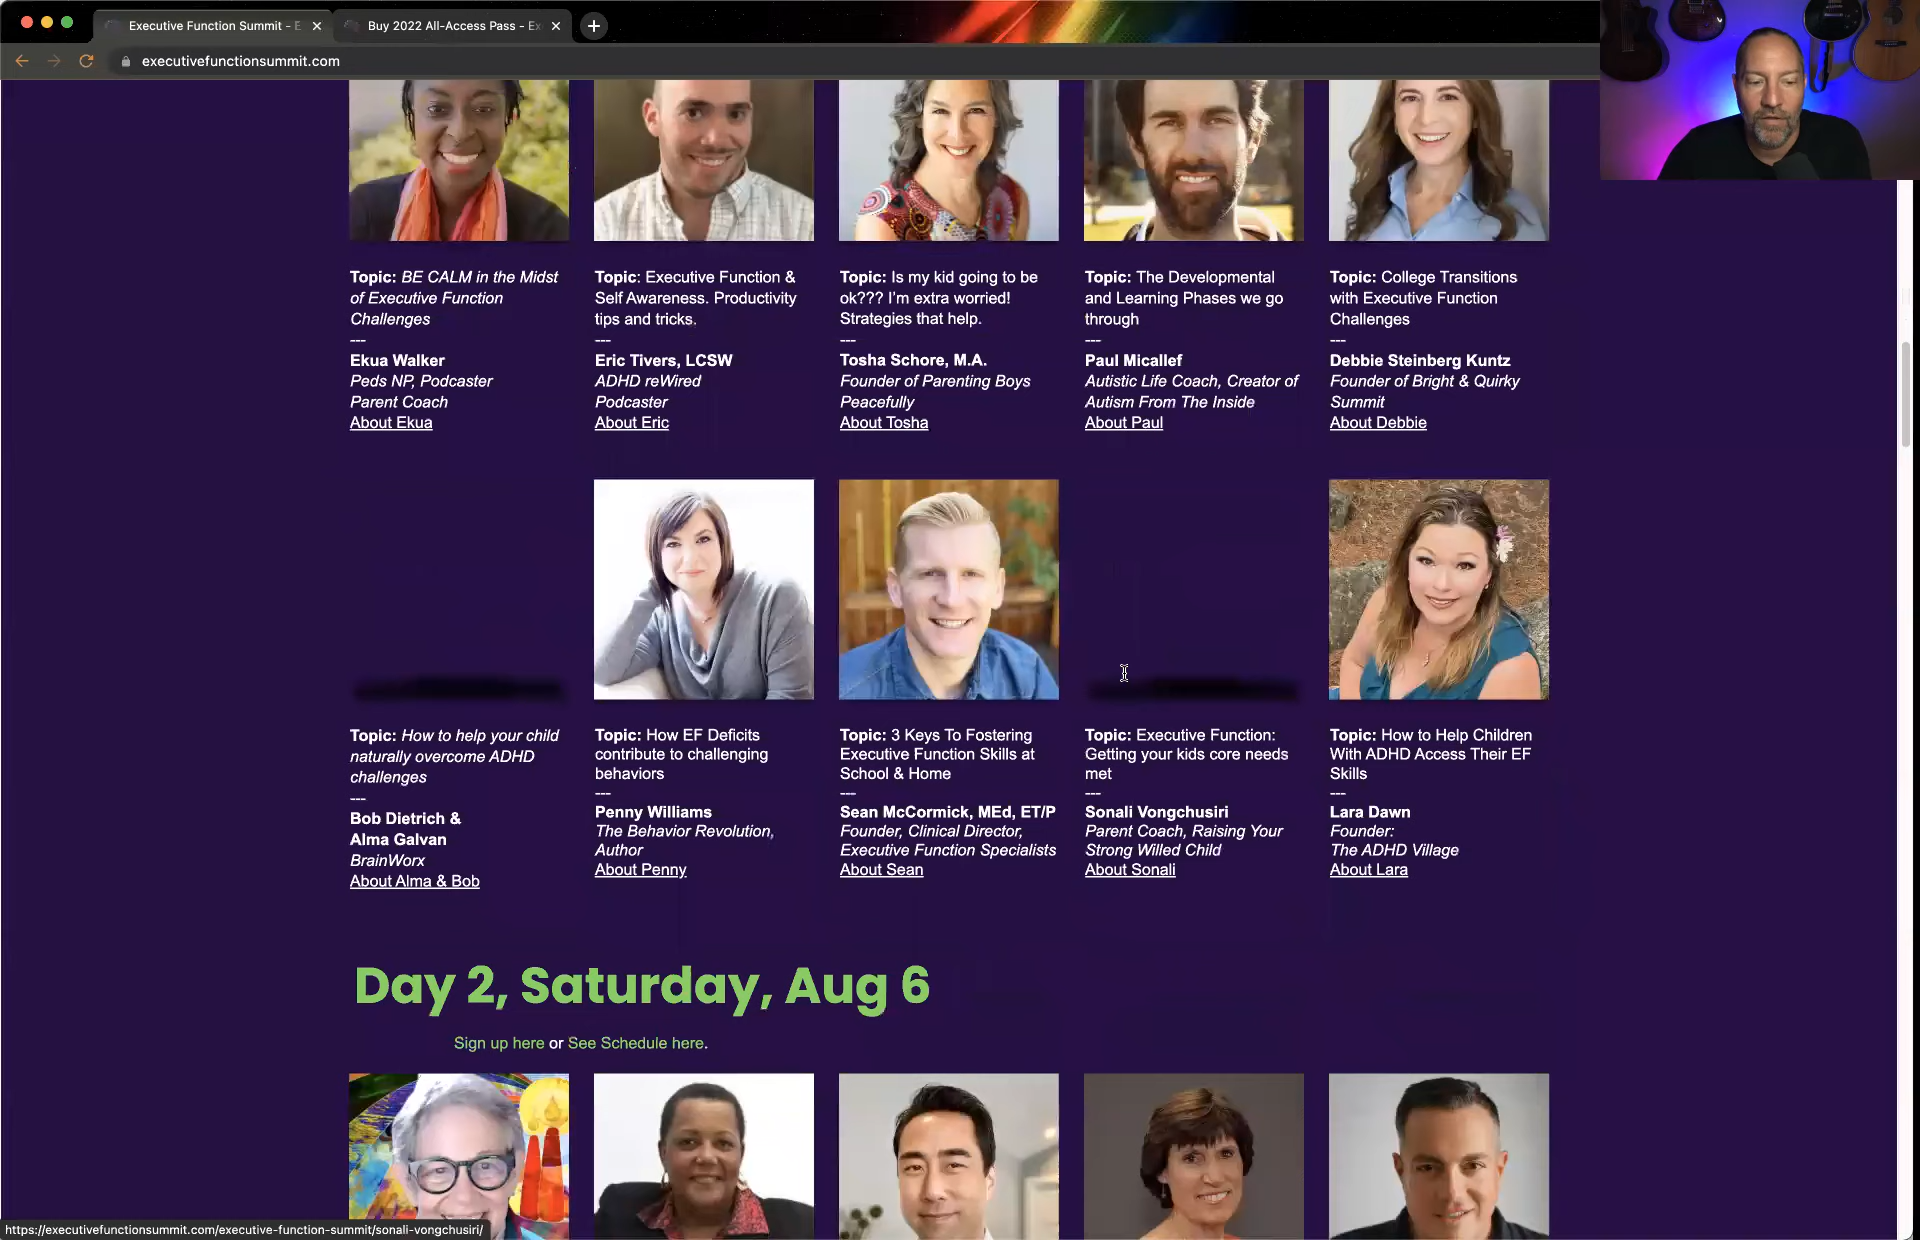 Executive Function Summit - E
Buy 2022 All-Access Pass - Ex
executivefunctionsummit.com
Topic: BE CALM in the Midst
of Executive Function
Challenges
---
Ekua Walker
Peds NP, Podcaster
Parent Coach
About Ekua
Topic: Executive Function &
Self Awareness. Productivity
tips and tricks.
---
Eric Tivers, LCSW
ADHD reWired
Podcaster
About Eric
Topic: Is my kid going to be
ok??? I'm extra worried!
Strategies that help.
---
Tosha Schore, M.A.
Founder of Parenting Boys
Peacefully
About Tosha
Topic: The Developmental
and Learning Phases we go
through
---
Paul Micallef
Autistic Life Coach, Creator of
Autism From The Inside
About Paul
Topic: College Transitions
with Executive Function
Challenges
---
Debbie Steinberg Kuntz
Founder of Bright & Quirky
Summit
About Debbie
Topic: How to help your child
naturally overcome ADHD
challenges
---
Bob Dietrich &
Alma Galvan
BrainWorx
About Alma & Bob
Topic: How EF Deficits
contribute to challenging
behaviors
---
Penny Williams
The Behavior Revolution,
Author
About Penny
Topic: 3 Keys To Fostering
Executive Function Skills at
School & Home
---
Sean McCormick, MEd, ET/P
Founder, Clinical Director,
Executive Function Specialists
About Sean
Topic: Executive Function:
Getting your kids core needs
met
---
Sonali Vongchusiri
Parent Coach, Raising Your
Strong Willed Child
About Sonali
Topic: How to Help Children
With ADHD Access Their EF
Skills
---
Lara Dawn
Founder:
The ADHD Village
About Lara
Day 2, Saturday, Aug 6
Sign up here or See Schedule here.
https://executivefunctionsummit.com/executive-function-summit/sonali-vongchusiri/